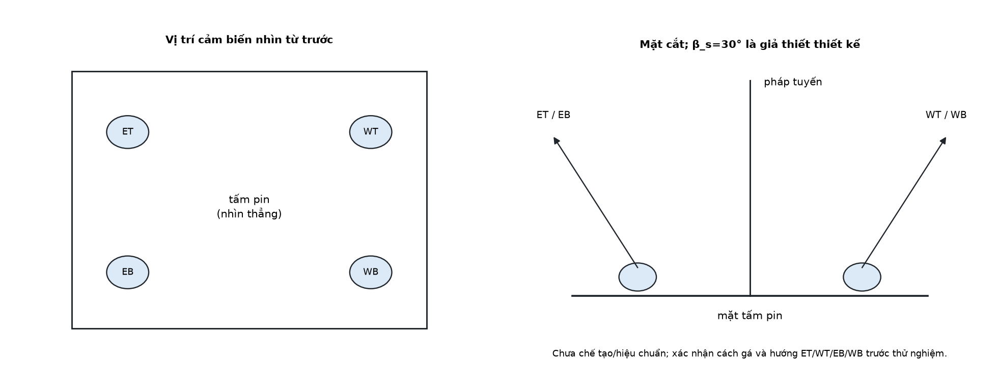 Vị trí cảm biến nhìn từ trước
ET
WT
tấm pin
(nhìn thẳng)
EB
WB
Mặt cắt; β_s=30° là giả thiết thiết kế
pháp tuyến
ET / EB
WT / WB
mặt tấm pin
Chưa chế tạo/hiệu chuẩn; xác nhận cách gá và hướng ET/WT/EB/WB trước thử nghiệm.